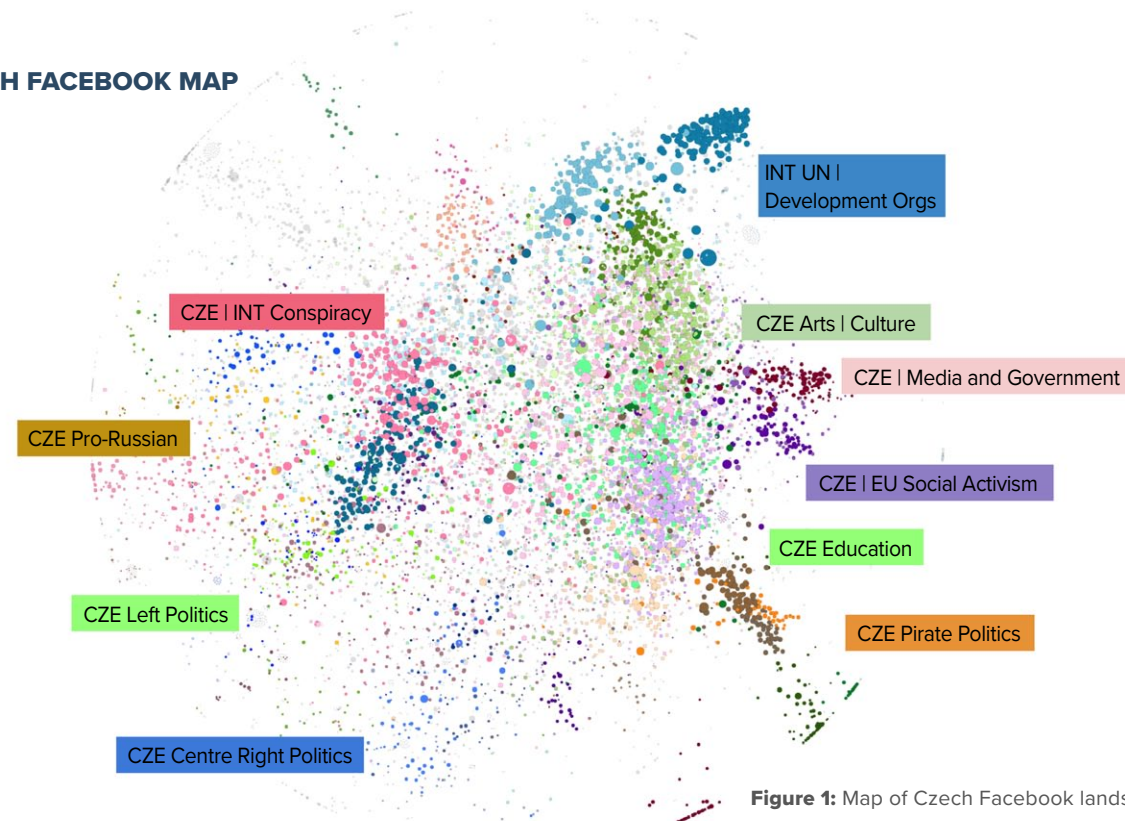 H FACEBOOK MAP
INT UN |
Development Orgs
CZE | INT Conspiracy
CZE Arts | Culture
CZE | Media and Government
CZE Pro-Russian
CZE | EU Social Activism
CZE Education
CZE Left Politics
CZE Pirate Politics
CZE Centre Right Politics
Figure 1: Map of Czech Facebook lands